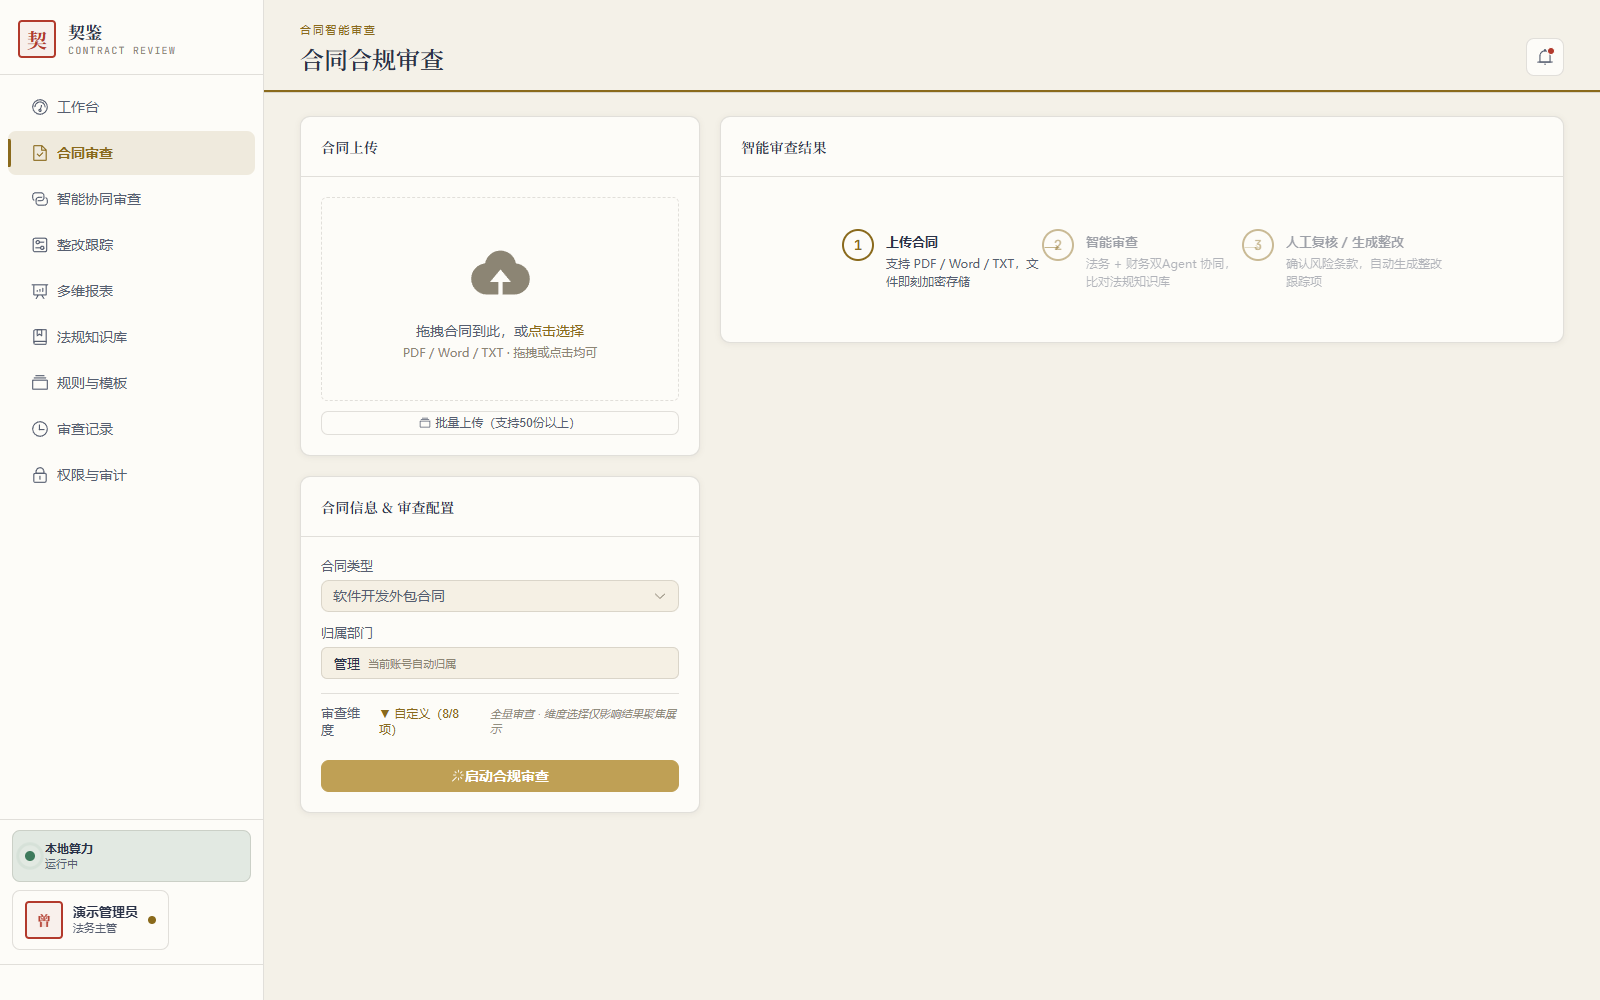 契
契鉴
CONTRACT REVIEW
工作台
合同审查
智能协同审查
整改跟踪
多维报表
法规知识库
规则与模板
审查记录
权限与审计
本地算力
运行中
演示管理员
法务主管
合同智能审查
合同合规审查
合同上传
拖拽合同到此，或点击选择
PDF / Word / TXT · 拖拽或点击均可
批量上传（支持50份以上）
合同信息 & 审查配置
合同类型
软件开发外包合同
归属部门
管理 当前账号自动归属
审查维
度
▼ 自定义（8/8
项）
全量审查 · 维度选择仅影响结果聚焦展
示
启动合规审查
智能审查结果
1
上传合同
支持 PDF / Word / TXT，文
件即刻加密存储
2
智能审查
法务 + 财务双Agent 协同，
比对法规知识库
3
人工复核 / 生成整改
确认风险条款，自动生成整改
跟踪项